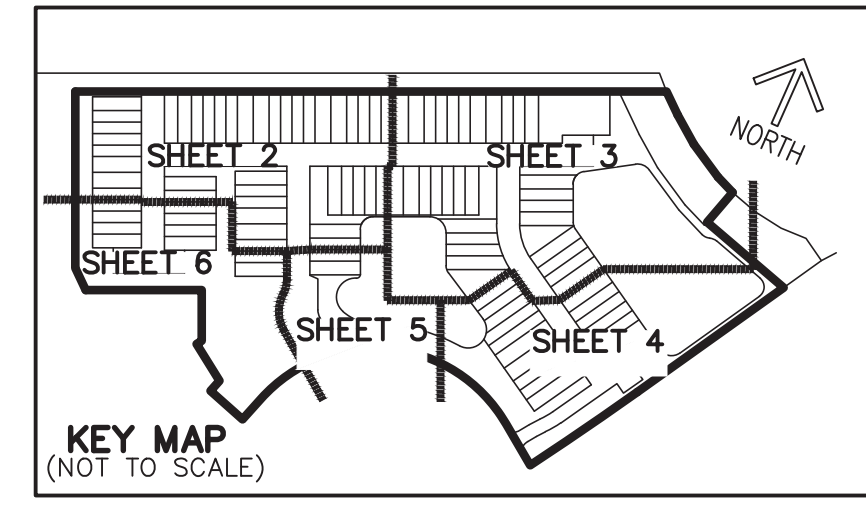 NORTH
SHEET 2
SHEET 3
SHEET 6
SHEET 5
SHEET 4
KEY MAP
(NOT TO SCALE)